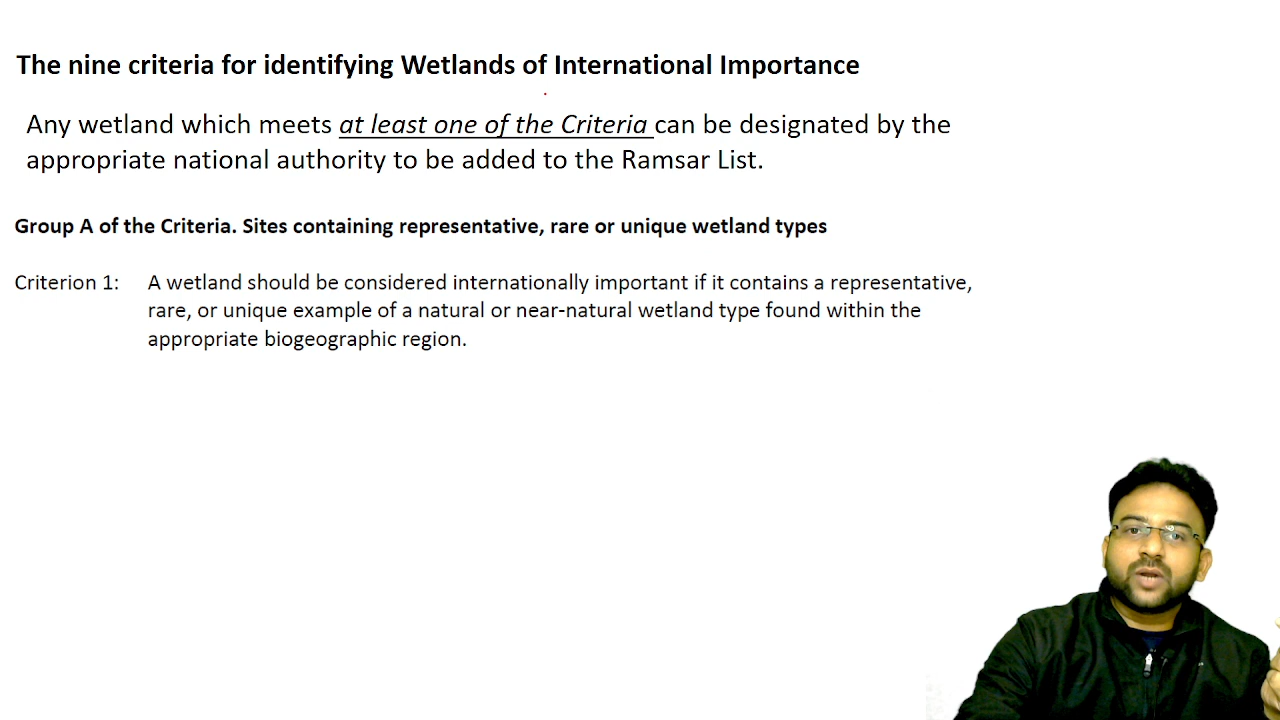 The nine criteria for identifying Wetlands of International Importance
Any wetland which meets at least one of the Criteria can be designated by the
appropriate national authority to be added to the Ramsar List.
Group A of the Criteria. Sites containing representative, rare or unique wetland types
Criterion 1: A wetland should be considered internationally important if it contains a representative,
rare, or unique example of a natural or near-natural wetland type found within the
appropriate biogeographic region.